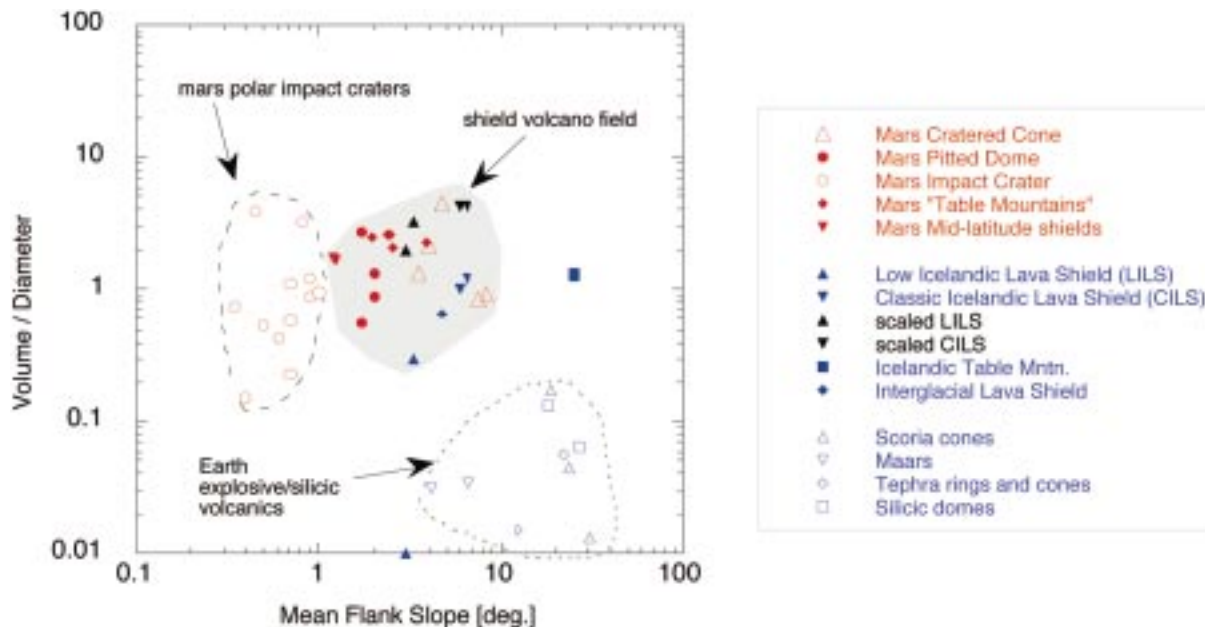 100
10
1
0.1
0.01
0.1
1
10
100
Volume / Diameter
Mean Flank Slope [deg.]
mars polar impact craters
shield volcano field
Earth
explosive/silicic
volcanics
Mars Cratered Cone
Mars Pitted Dome
Mars Impact Crater
Mars "Table Mountains"
Mars Mid-latitude shields
Low Icelandic Lava Shield (LILS)
Classic Icelandic Lava Shield (CILS)
scaled LILS
scaled CILS
Icelandic Table Mntn.
Interglacial Lava Shield
Scoria cones
Maars
Tephra rings and cones
Silicic domes